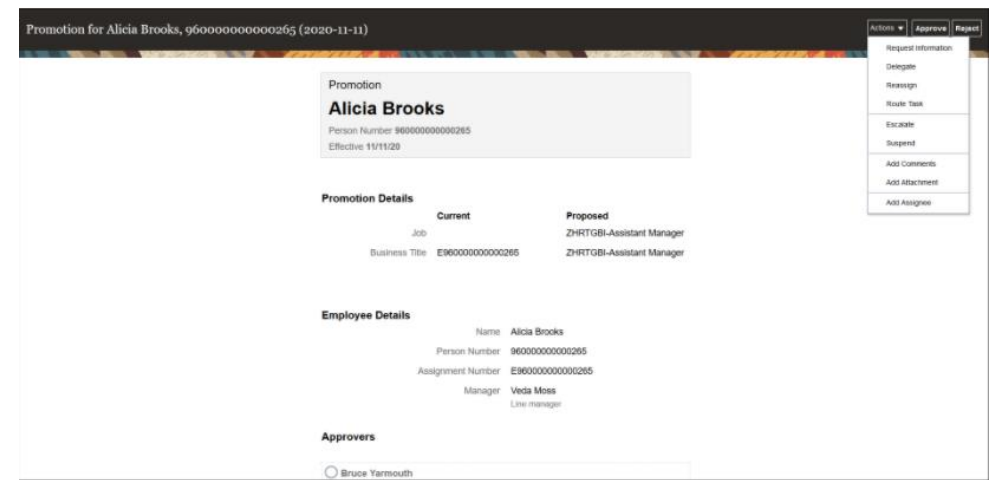 Promotion for Alicia Brooks, 960000000000265 (2020-11-11)
Actions Approve Reject
Request Information
Delegate
Reassign
Route Task
Escalate
Suspend
Add Comments
Add Attachment
Add Assignee
Promotion
Alicia Brooks
Person Number 960000000000265
Effective 11/11/20
Promotion Details
Current Proposed
Job ZHRTGBI-Assistant Manager
Business Title E960000000000265 ZHRTGBI-Assistant Manager
Employee Details
Name Alicia Brooks
Person Number 960000000000265
Assignment Number E960000000000265
Manager Veda Moss
Line manager
Approvers
Bruce Yarmouth